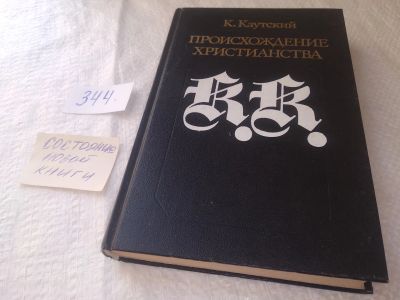 К. Каутский
ПРОИСХОЖДЕНИЕ
ХРИСТИАНСТВА
K.K.
344.
СОСТОЯНИЕ
НОВОЙ
КНИГИ